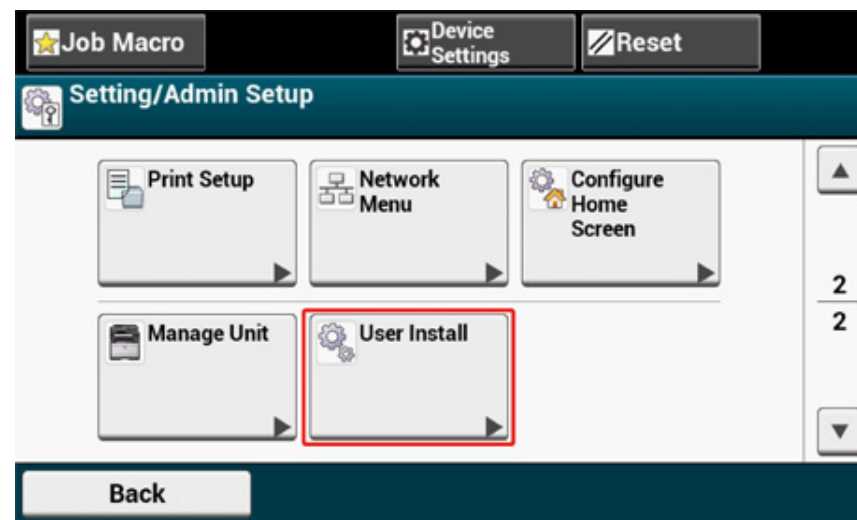 Job Macro
Device
Settings
Reset
Setting/Admin Setup
Print Setup
Network
Menu
Configure
Home
Screen
2
2
Manage Unit
User Install
Back